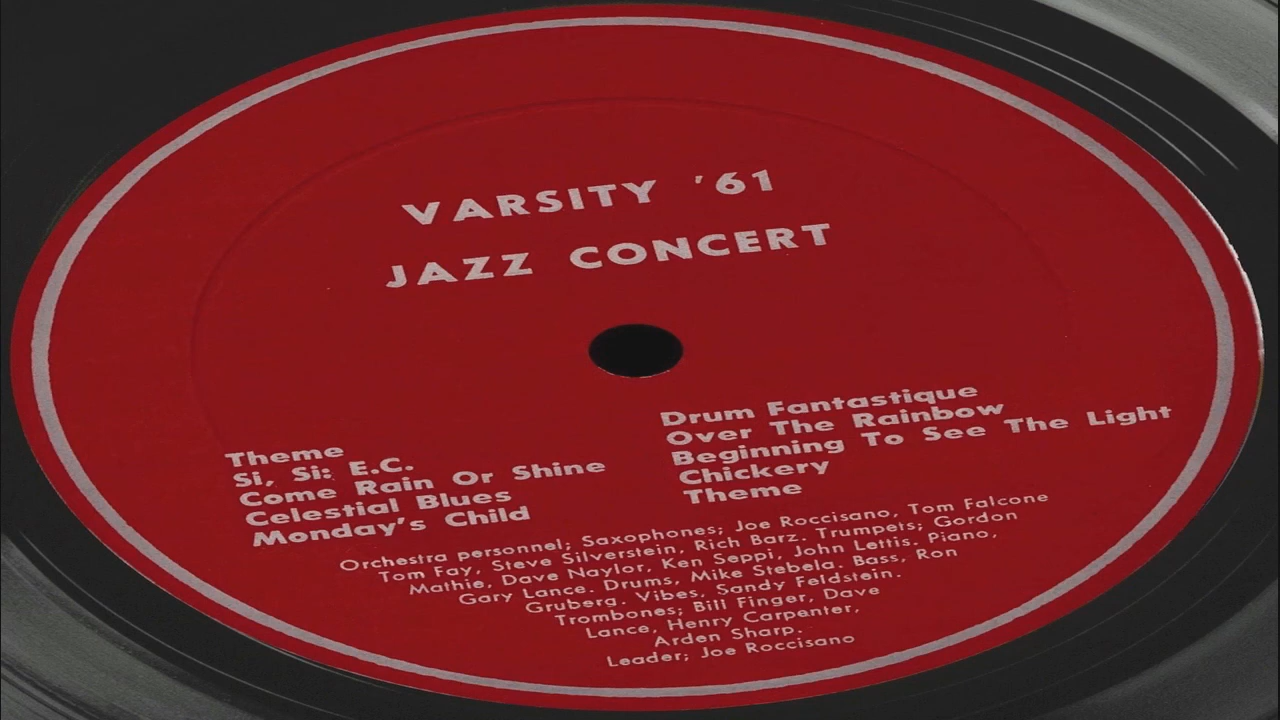 VARSITY '61
JAZZ CONCERT
Theme
Si, Si: E.C.
Come Rain Or Shine
Celestial Blues
Monday's Child
Drum Fantastique
Over The Rainbow
Beginning To See The Light
Chickery
Theme
Orchestra personnel; Saxophones; Joe Roccisano, Tom Falcone
Tom Fay, Steve Silverstein, Rich Barz. Trumpets; Gordon
Mathie, Dave Naylor, Ken Seppi, John Lettis. Piano,
Gary Lance. Drums, Mike Stebela. Bass, Ron
Gruberg. Vibes, Sandy Feldstein.
Trombones; Bill Finger, Dave
Lance, Henry Carpenter,
Arden Sharp.
Leader; Joe Roccisano